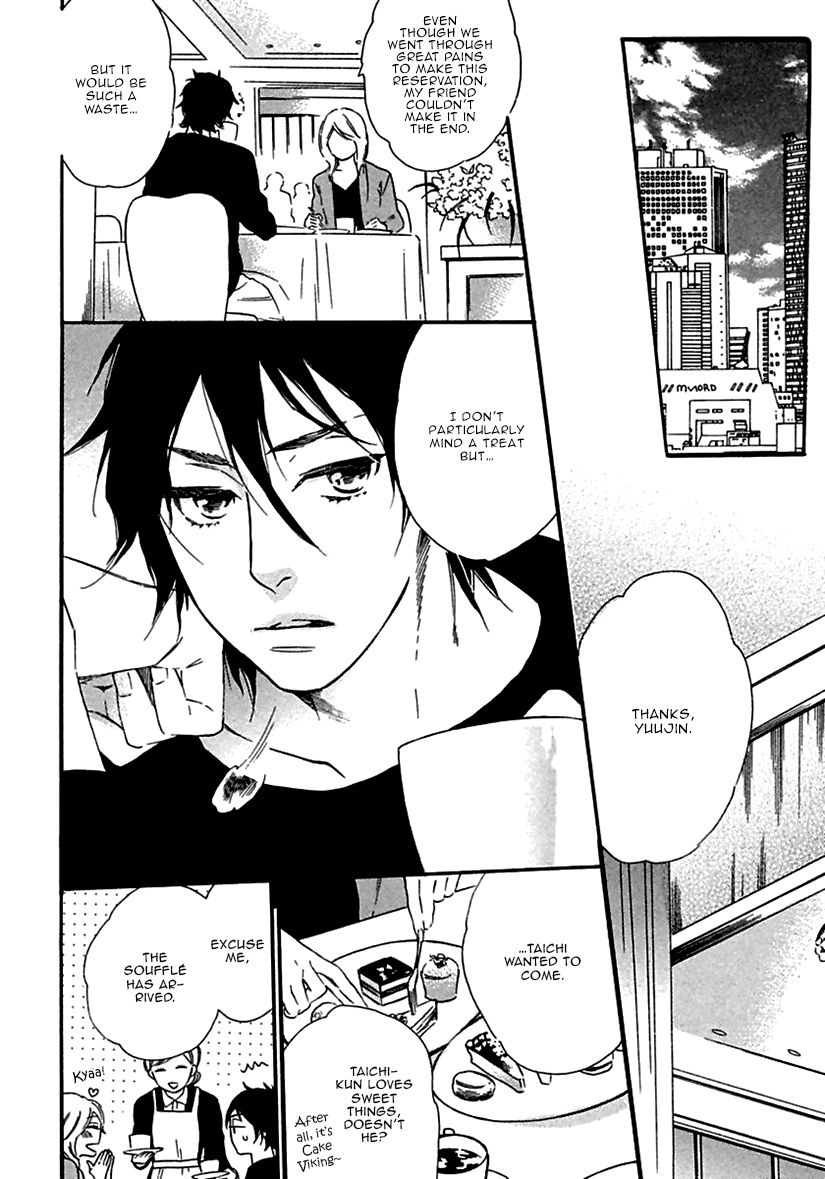 MYLORD
THANKS,
YUUJIN.
EVEN
THOUGH WE
WENT THROUGH
GREAT PAINS
TO MAKE THIS
RESERVATION,
MY FRIEND
COULDN'T
MAKE IT IN
THE END.
BUT IT
WOULD BE
SUCH A
WASTE...
I DON'T
PARTICULARLY
MIND A TREAT
BUT...
...TAICHI
WANTED TO
COME.
TAICHI-
KUN LOVES
SWEET
THINGS,
DOESN'T
HE?
After
all, it's
Cake
Viking~
EXCUSE
ME,
THE
SOUFFLÉ
HAS AR-
RIVED.
Kyaa!